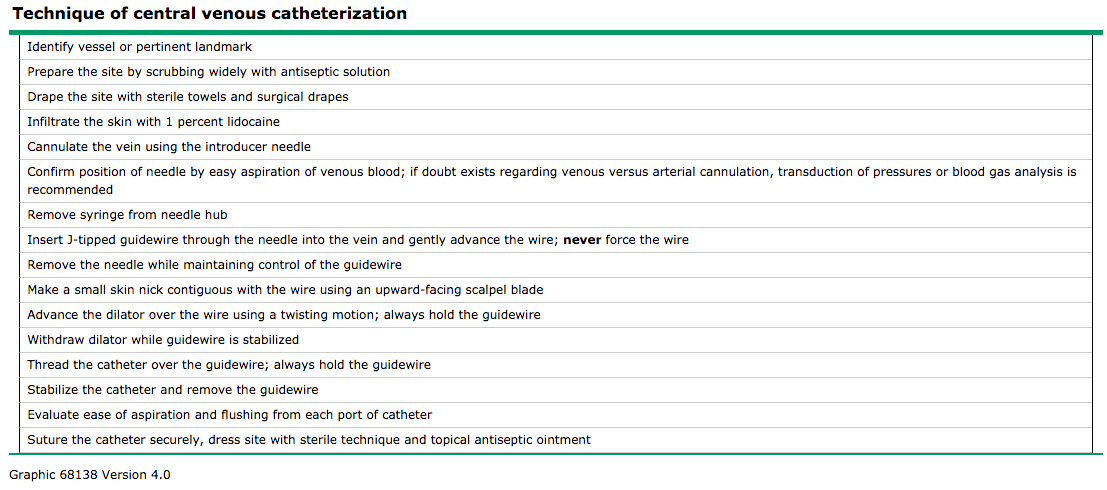 Technique of central venous catheterization
Identify vessel or pertinent landmark
Prepare the site by scrubbing widely with antiseptic solution
Drape the site with sterile towels and surgical drapes
Infiltrate the skin with 1 percent lidocaine
Cannulate the vein using the introducer needle
Confirm position of needle by easy aspiration of venous blood; if doubt exists regarding venous versus arterial cannulation, transduction of pressures or blood gas analysis is
recommended
Remove syringe from needle hub
Insert J-tipped guidewire through the needle into the vein and gently advance the wire; never force the wire
Remove the needle while maintaining control of the guidewire
Make a small skin nick contiguous with the wire using an upward-facing scalpel blade
Advance the dilator over the wire using a twisting motion; always hold the guidewire
Withdraw dilator while guidewire is stabilized
Thread the catheter over the guidewire; always hold the guidewire
Stabilize the catheter and remove the guidewire
Evaluate ease of aspiration and flushing from each port of catheter
Suture the catheter securely, dress site with sterile technique and topical antiseptic ointment
Graphic 68138 Version 4.0